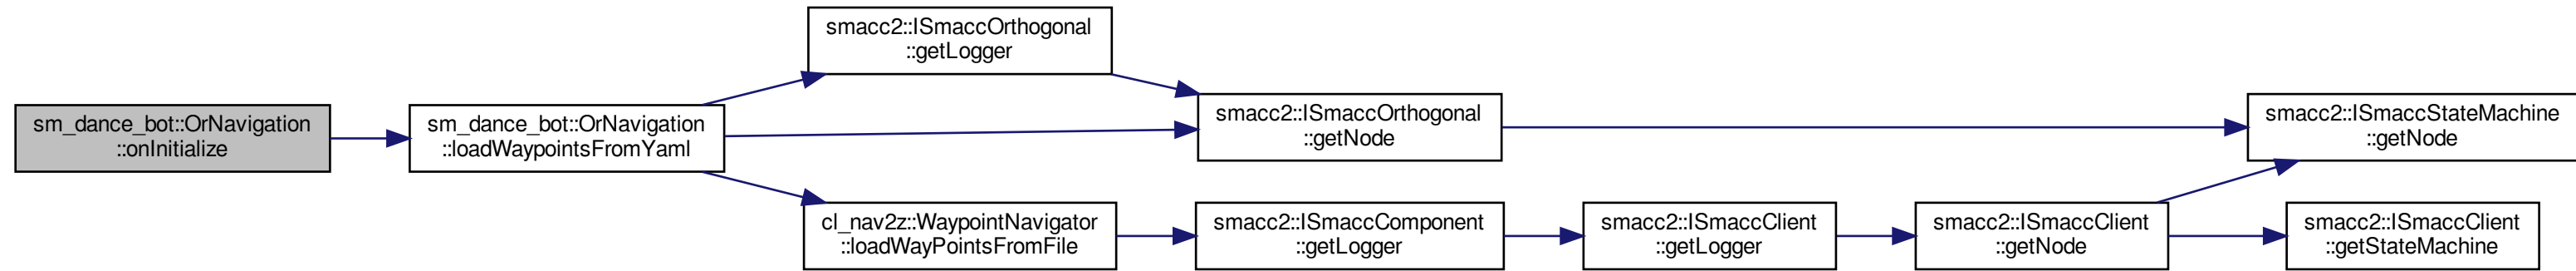 sm_dance_bot::OrNavigation
::onInitialize
sm_dance_bot::OrNavigation
::loadWaypointsFromYaml
smacc2::ISmaccOrthogonal
::getLogger
smacc2::ISmaccOrthogonal
::getNode
smacc2::ISmaccStateMachine
::getNode
cl_nav2z::WaypointNavigator
::loadWayPointsFromFile
smacc2::ISmaccComponent
::getLogger
smacc2::ISmaccClient
::getLogger
smacc2::ISmaccClient
::getNode
smacc2::ISmaccClient
::getStateMachine